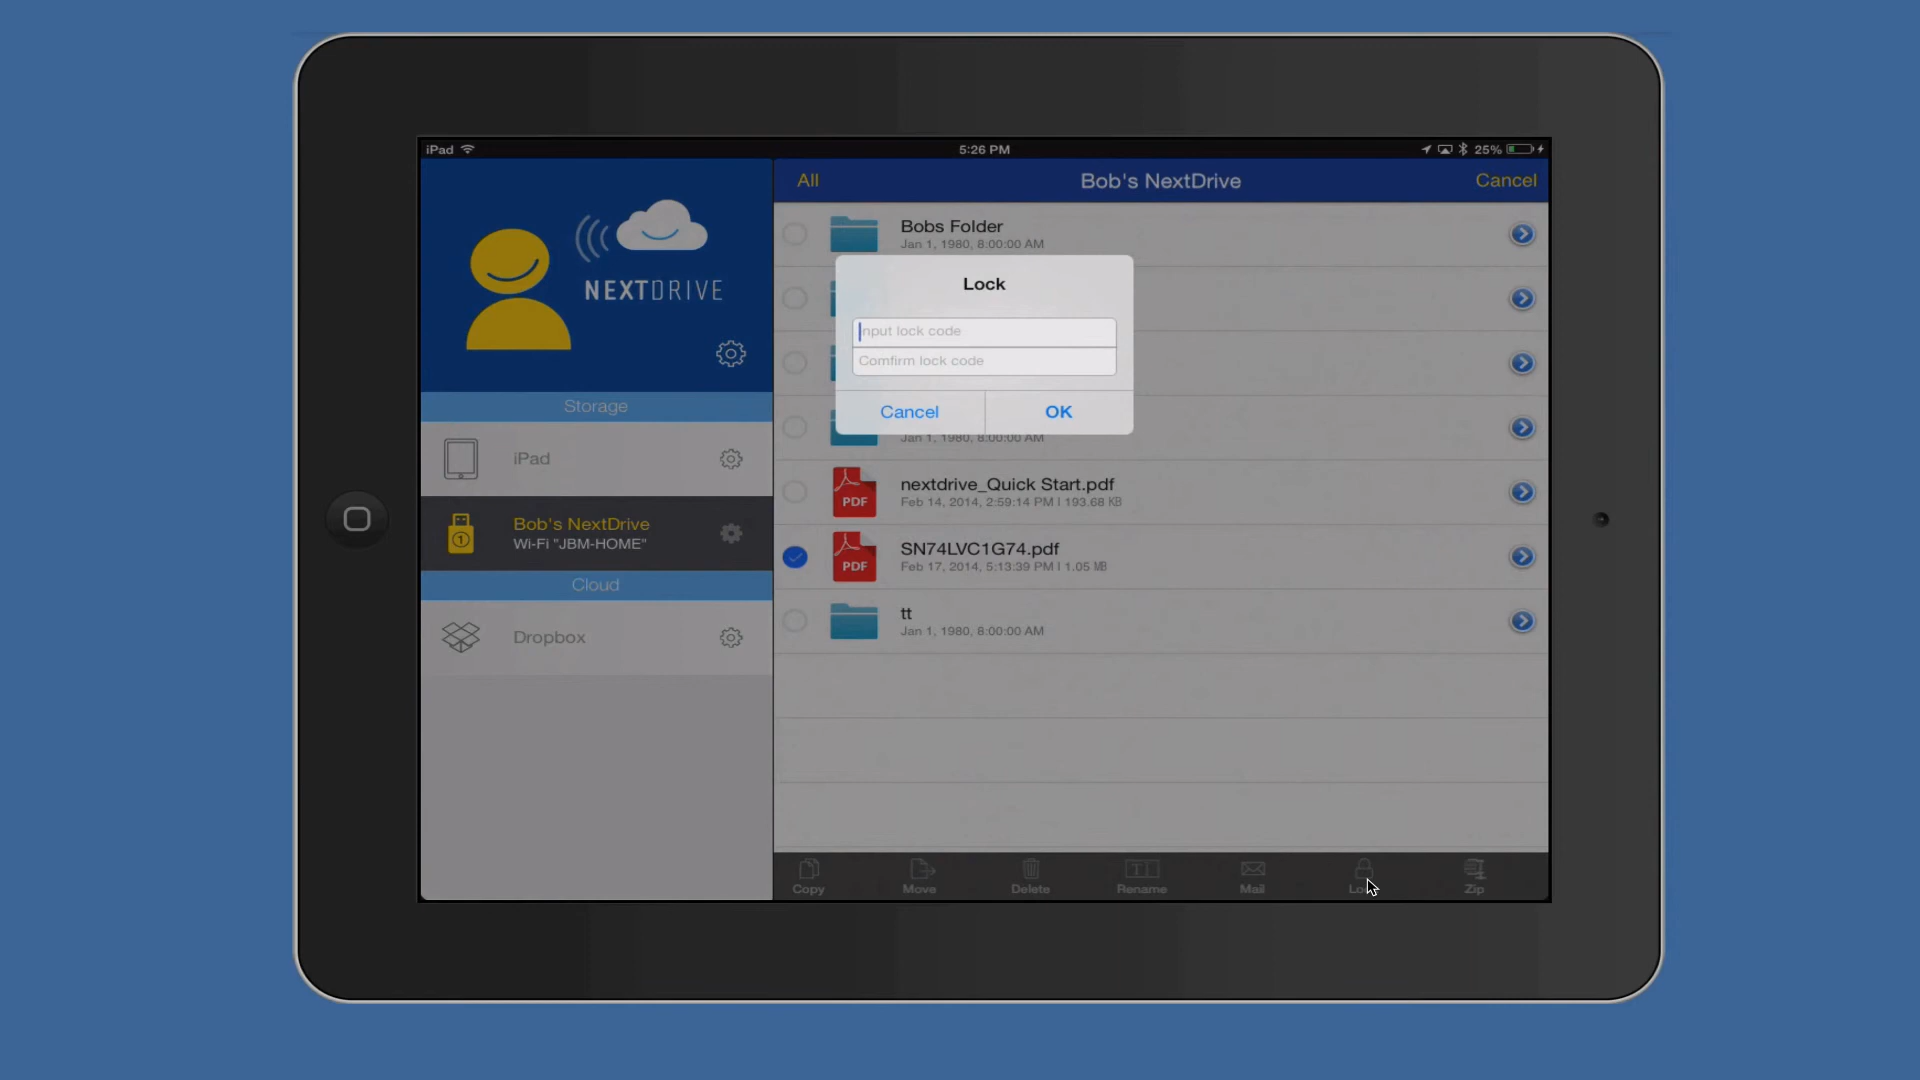 iPad
5:26 PM
25%
NEXTDRIVE
All
Bob's NextDrive
Cancel
Storage
iPad
Bob's NextDrive
Wi-Fi "JBM-HOME"
1
Cloud
Dropbox
Bobs Folder
Jan 1, 1980, 8:00:00 AM
Lock
Input lock code
Comfirm lock code
Cancel
OK
Jan 1, 1980, 8:00:00 AM
PDF
nextdrive_Quick Start.pdf
Feb 14, 2014, 2:59:14 PM | 193.68 KB
PDF
SN74LVC1G74.pdf
Feb 17, 2014, 5:13:39 PM | 1.05 MB
tt
Jan 1, 1980, 8:00:00 AM
Copy
Move
Delete
Rename
Mail
Zip